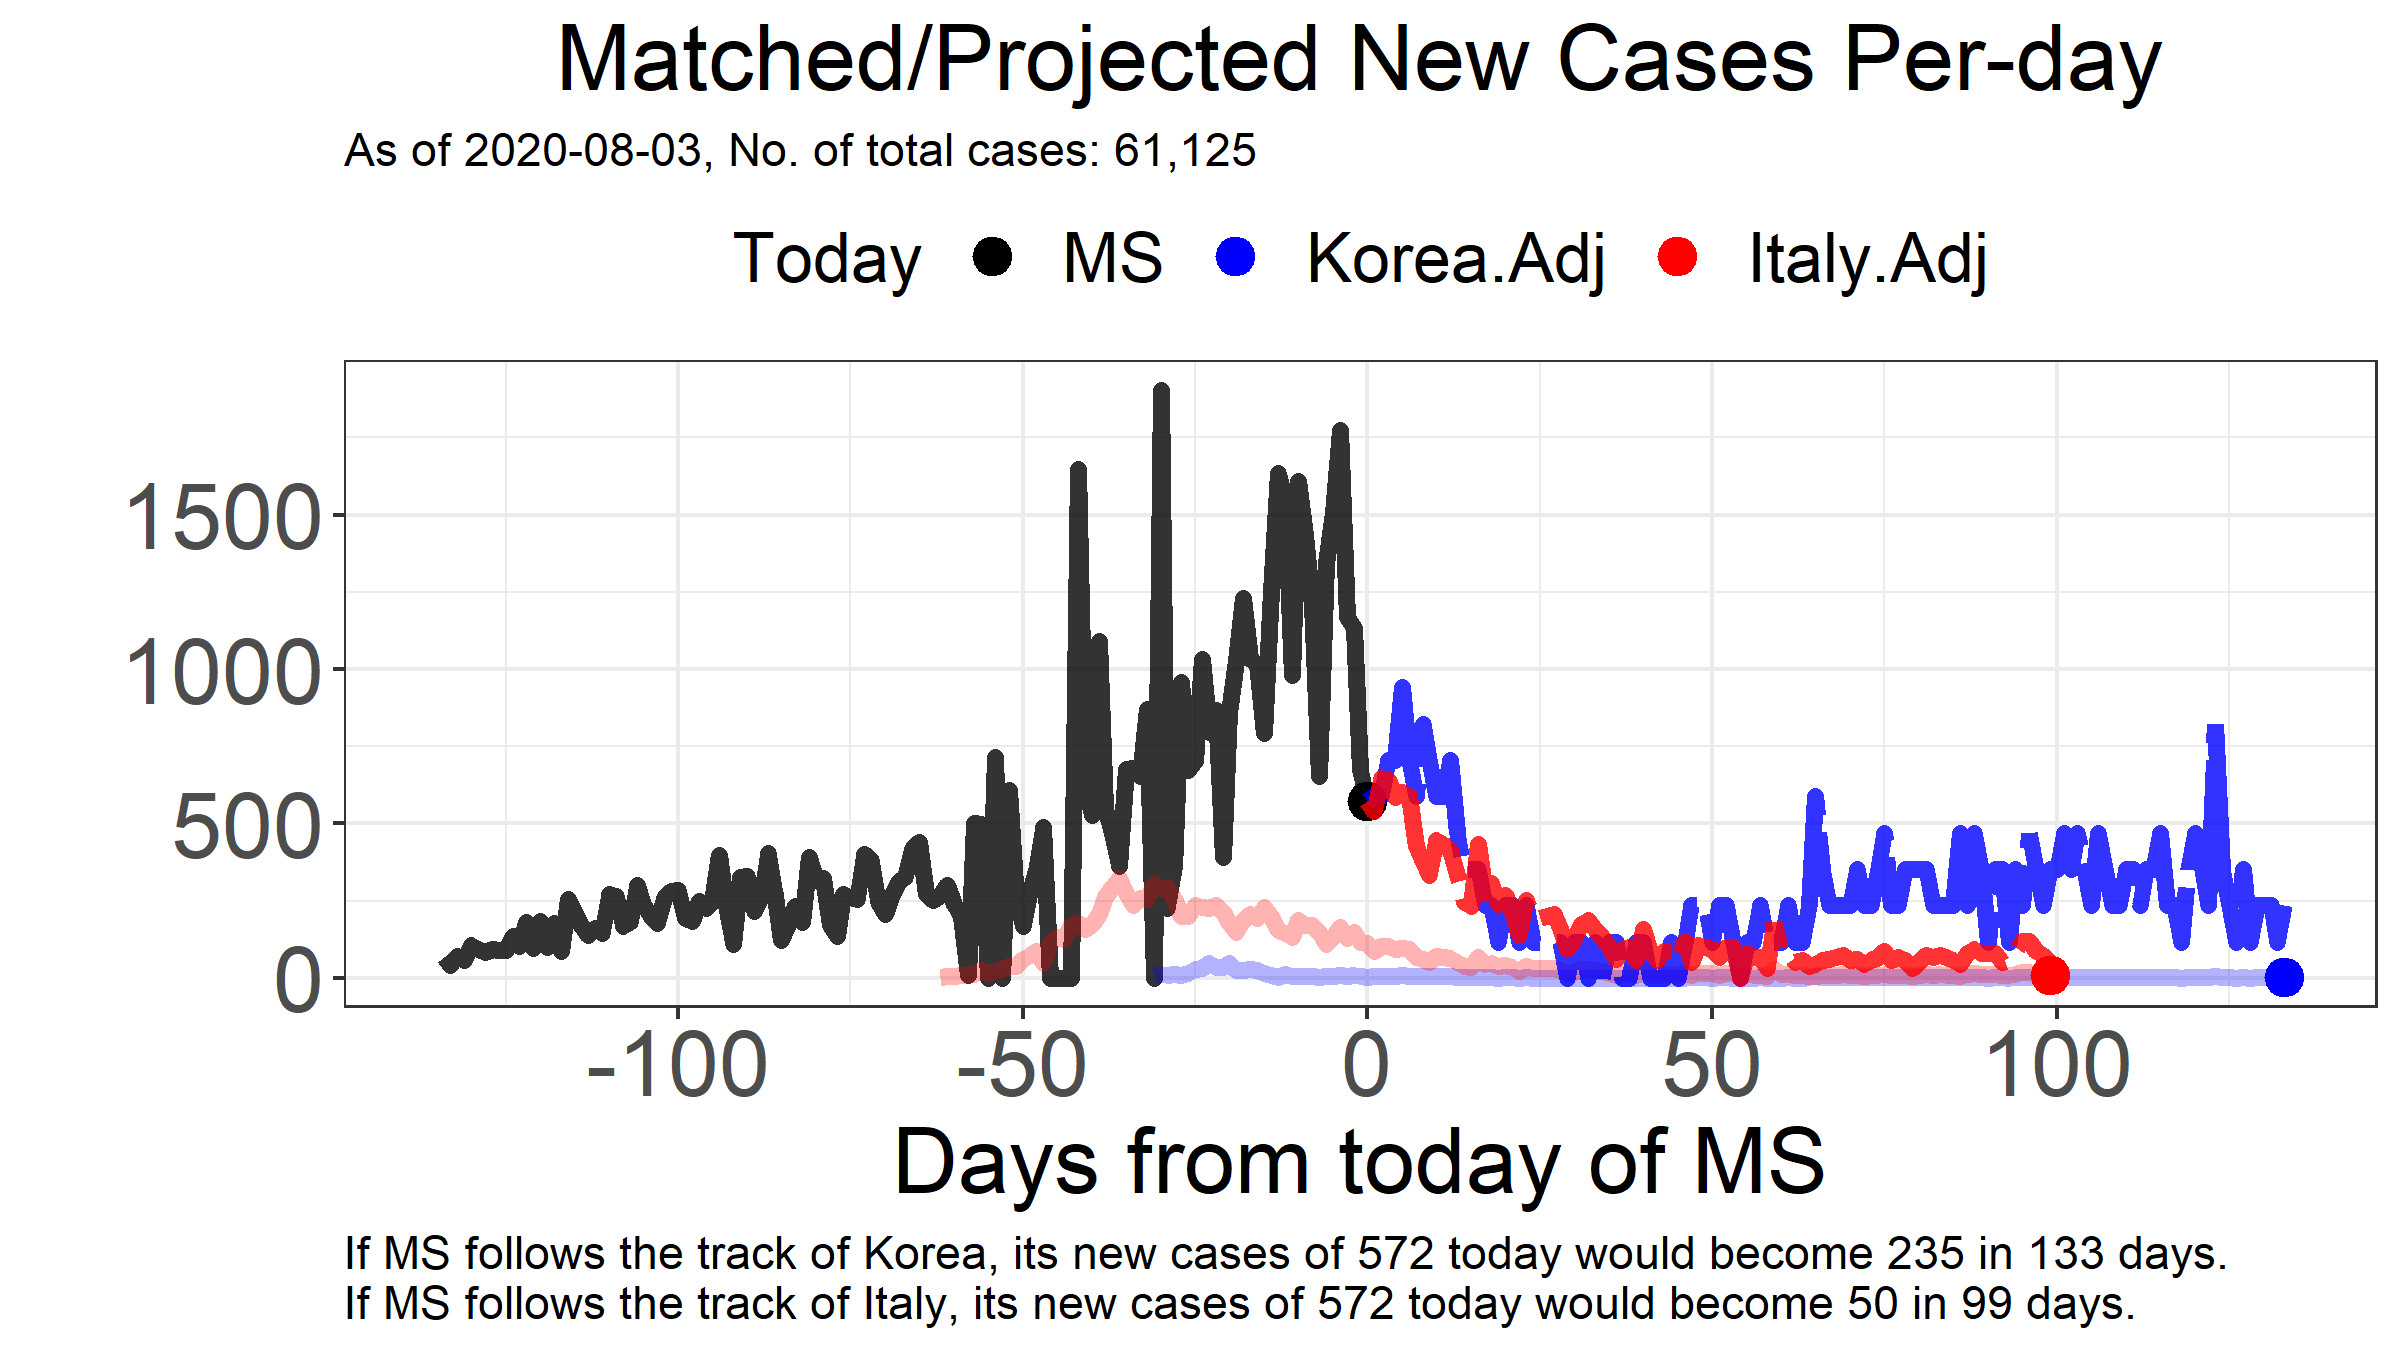 Matched/Projected New Cases Per-day
As of 2020-08-03, No. of total cases: 61,125
Today MS Korea.Adj Italy.Adj
1500
1000
500
0
-100 -50 0 50 100
Days from today of MS
If MS follows the track of Korea, its new cases of 572 today would become 235 in 133 days.
If MS follows the track of Italy, its new cases of 572 today would become 50 in 99 days.